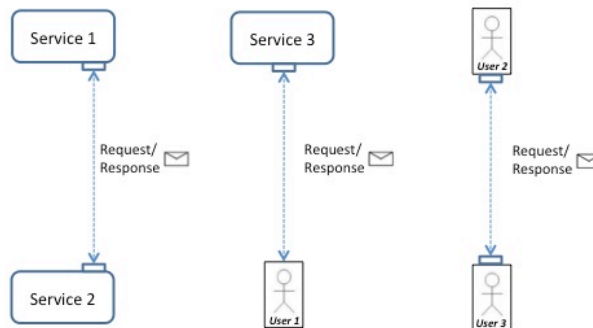 Service 1
Service 3
User 2
Request/
Response
Request/
Response
Request/
Response
Service 2
User 1
User 3